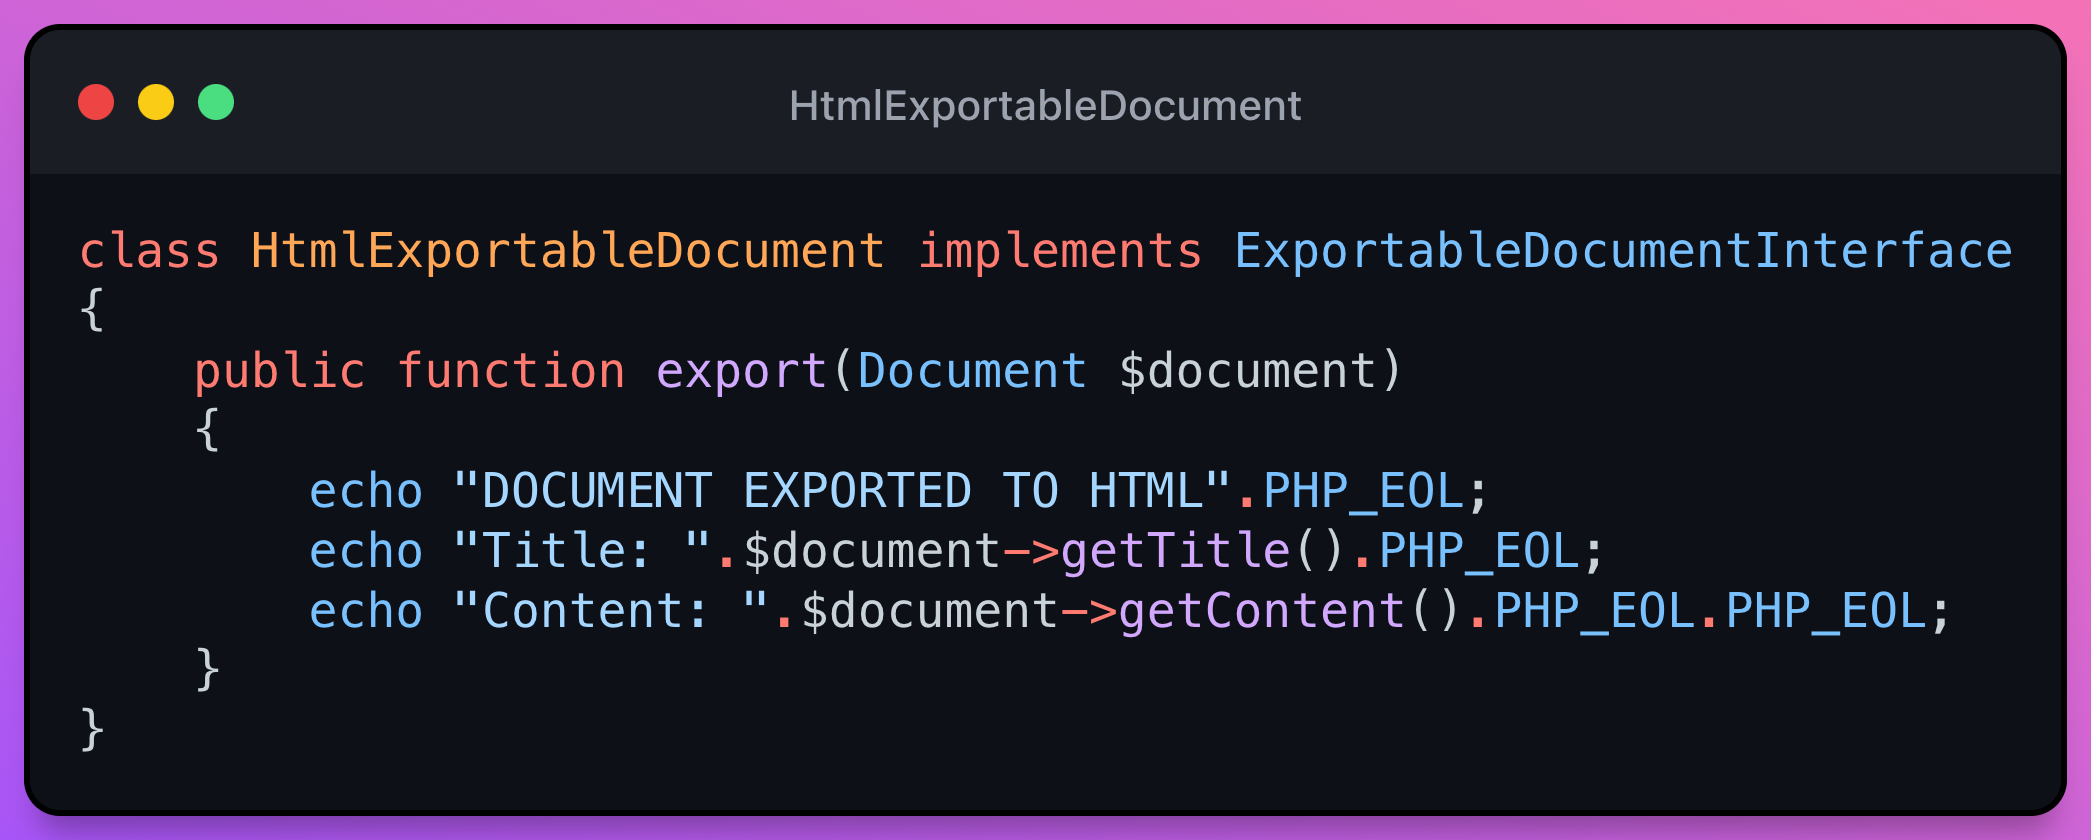 HtmlExportableDocument
class HtmlExportableDocument implements ExportableDocumentInterface
{
    public function export(Document $document)
    {
        echo "DOCUMENT EXPORTED TO HTML".PHP_EOL;
        echo "Title: ".$document->getTitle().PHP_EOL;
        echo "Content: ".$document->getContent().PHP_EOL.PHP_EOL;
    }
}